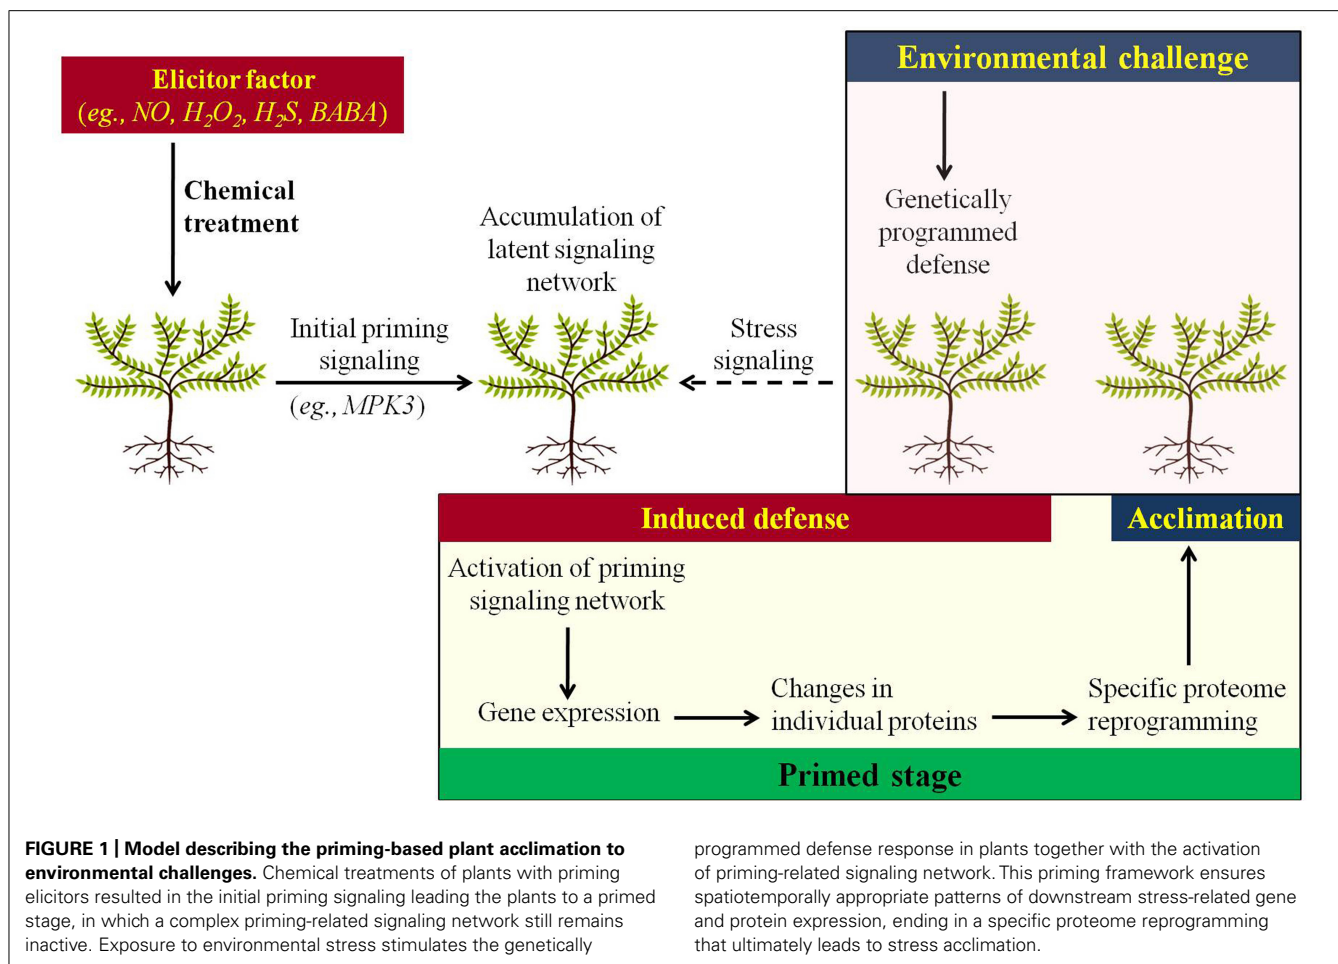 Elicitor factor
(eg., NO, H₂O₂, H₂S, BABA)
Chemical
treatment
Initial priming
signaling
(eg., MPK3)
Accumulation of
latent signaling
network
Stress
signaling
Environmental challenge
Genetically
programmed
defense
Induced defense
Acclimation
Activation of priming
signaling network
Gene expression
Changes in
individual proteins
Specific proteome
reprogramming
Primed stage
FIGURE 1 | Model describing the priming-based plant acclimation to
environmental challenges. Chemical treatments of plants with priming
elicitors resulted in the initial priming signaling leading the plants to a primed
stage, in which a complex priming-related signaling network still remains
inactive. Exposure to environmental stress stimulates the genetically
programmed defense response in plants together with the activation
of priming-related signaling network. This priming framework ensures
spatiotemporally appropriate patterns of downstream stress-related gene
and protein expression, ending in a specific proteome reprogramming
that ultimately leads to stress acclimation.